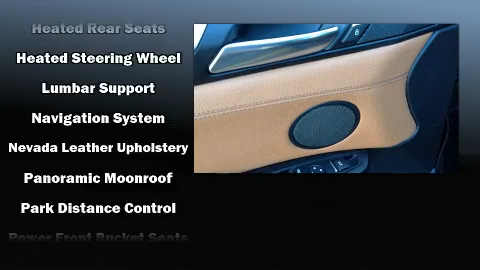 Heated Rear Seats
Heated Steering Wheel
Lumbar Support
Navigation System
Nevada Leather Upholstery
Panoramic Moonroof
Park Distance Control
Power Front Bucket Seats